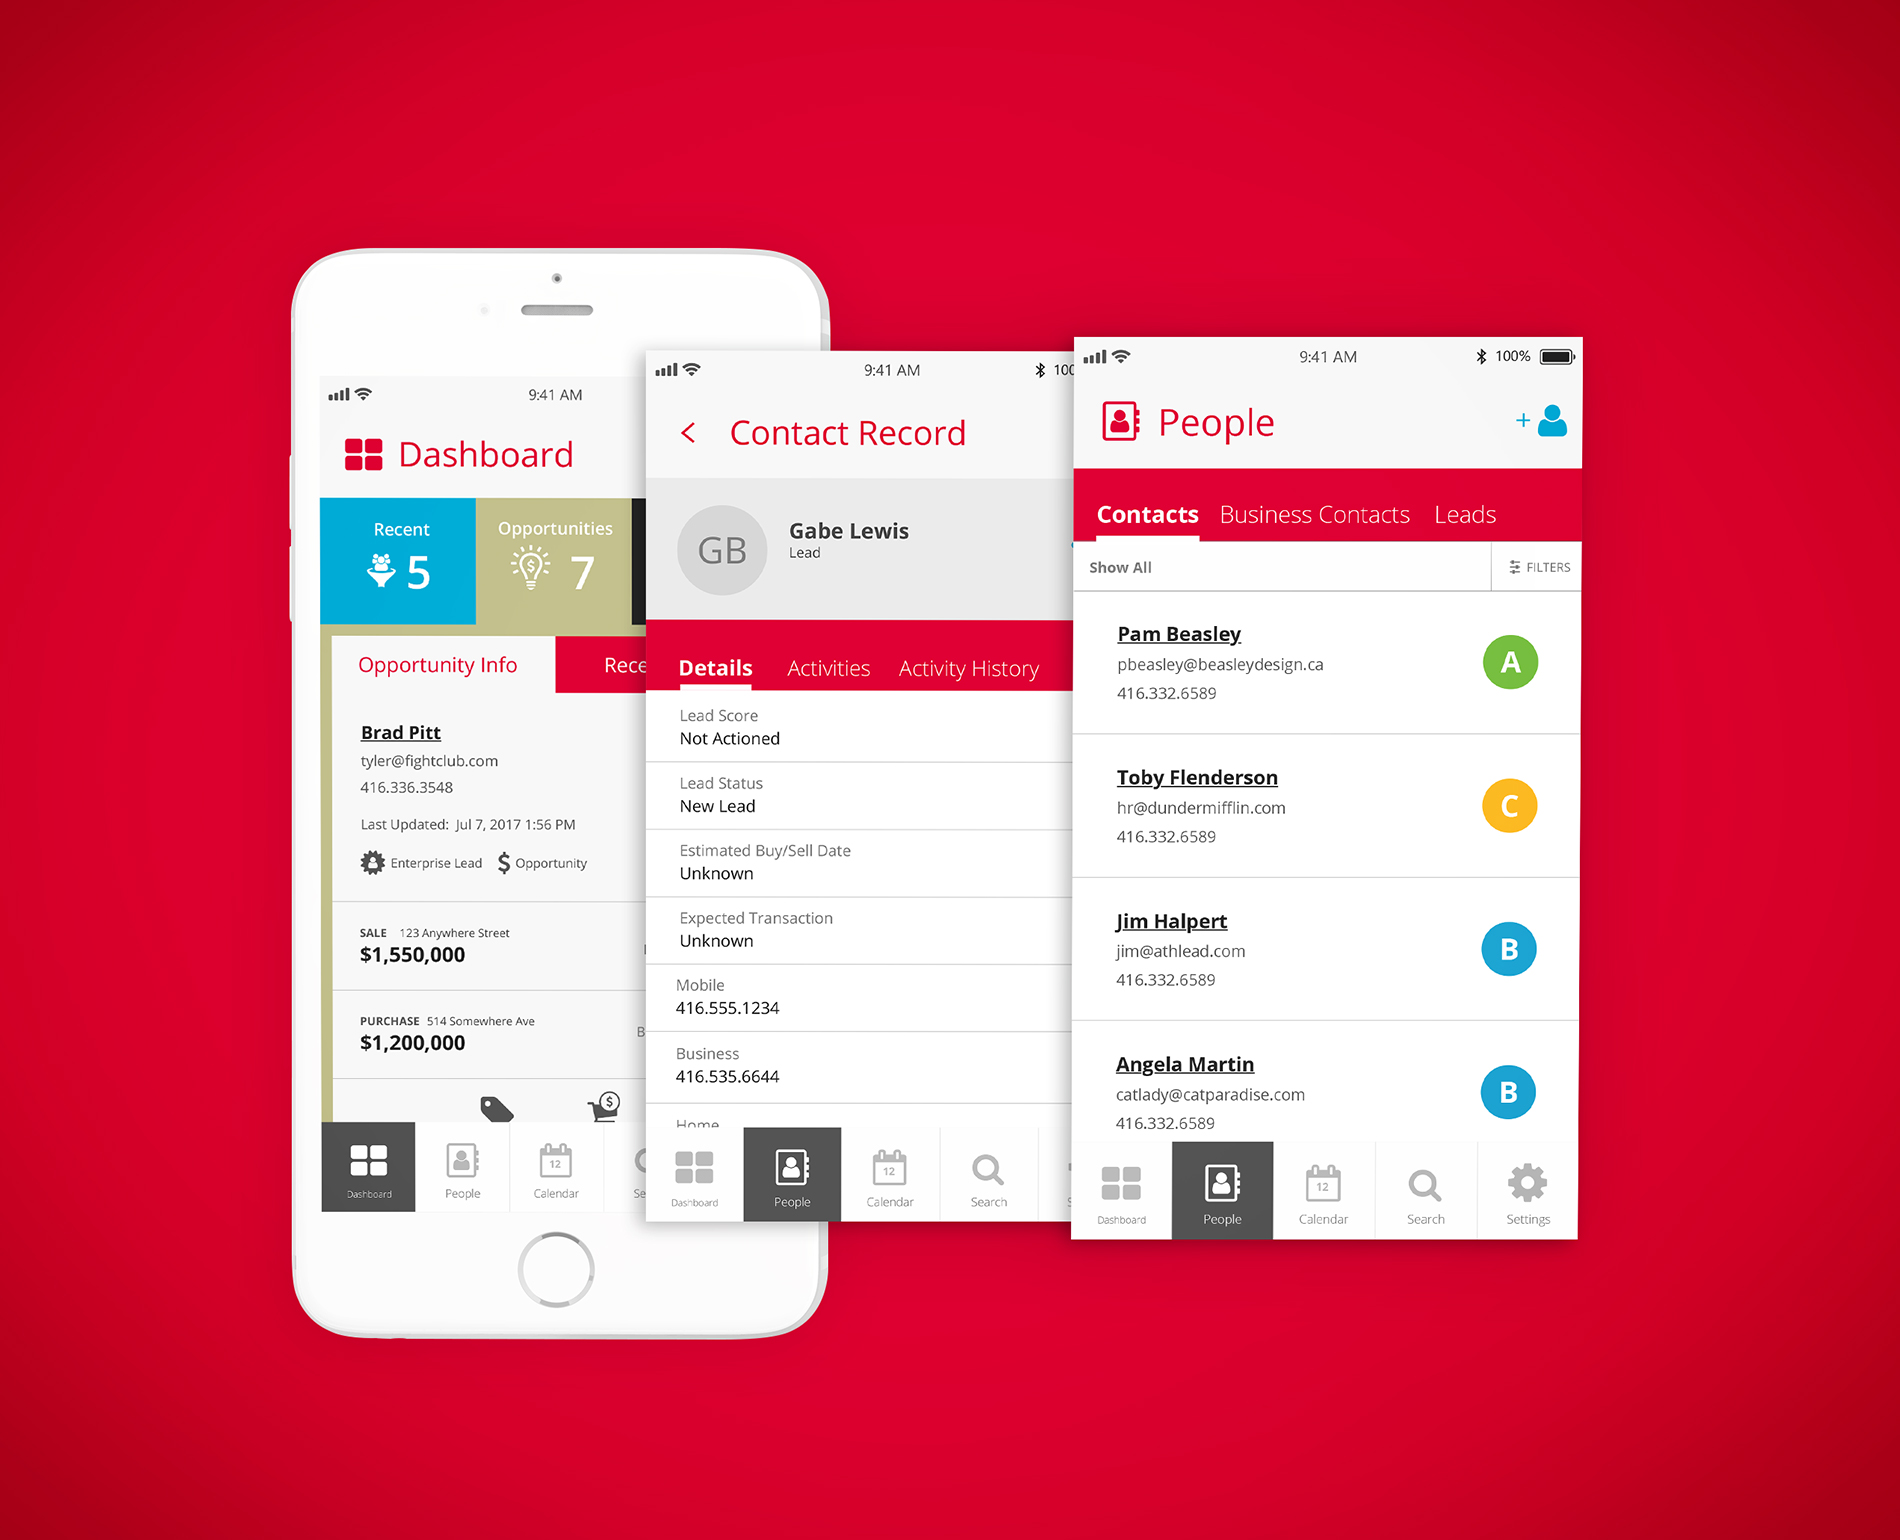 9:41 AM
Dashboard
Recent
5
Opportunities
7
Opportunity Info
Rece
Brad Pitt
tyler@fightclub.com
416.336.3548
Last Updated: Jul 7, 2017 1:56 PM
Enterprise Lead $ Opportunity
SALE 123 Anywhere Street
$1,550,000
PURCHASE 514 Somewhere Ave
B
$1,200,000
$
Dashboard
People
12
Calendar
Se
9:41 AM
100
< Contact Record
GB
Gabe Lewis
Lead
Details Activities Activity History
Lead Score
Not Actioned
Lead Status
New Lead
Estimated Buy/Sell Date
Unknown
Expected Transaction
Unknown
Mobile
416.555.1234
Business
416.535.6644
Home
Dashboard
People
12
Calendar
Search
S
9:41 AM
100%
People
+
Contacts Business Contacts Leads
Show All
FILTERS
Pam Beasley
pbeasley@beasleydesign.ca
416.332.6589
A
Toby Flenderson
hr@dundermifflin.com
416.332.6589
C
Jim Halpert
jim@athlead.com
416.332.6589
B
Angela Martin
catlady@catparadise.com
416.332.6589
B
Dashboard
People
12
Calendar
Search
Settings